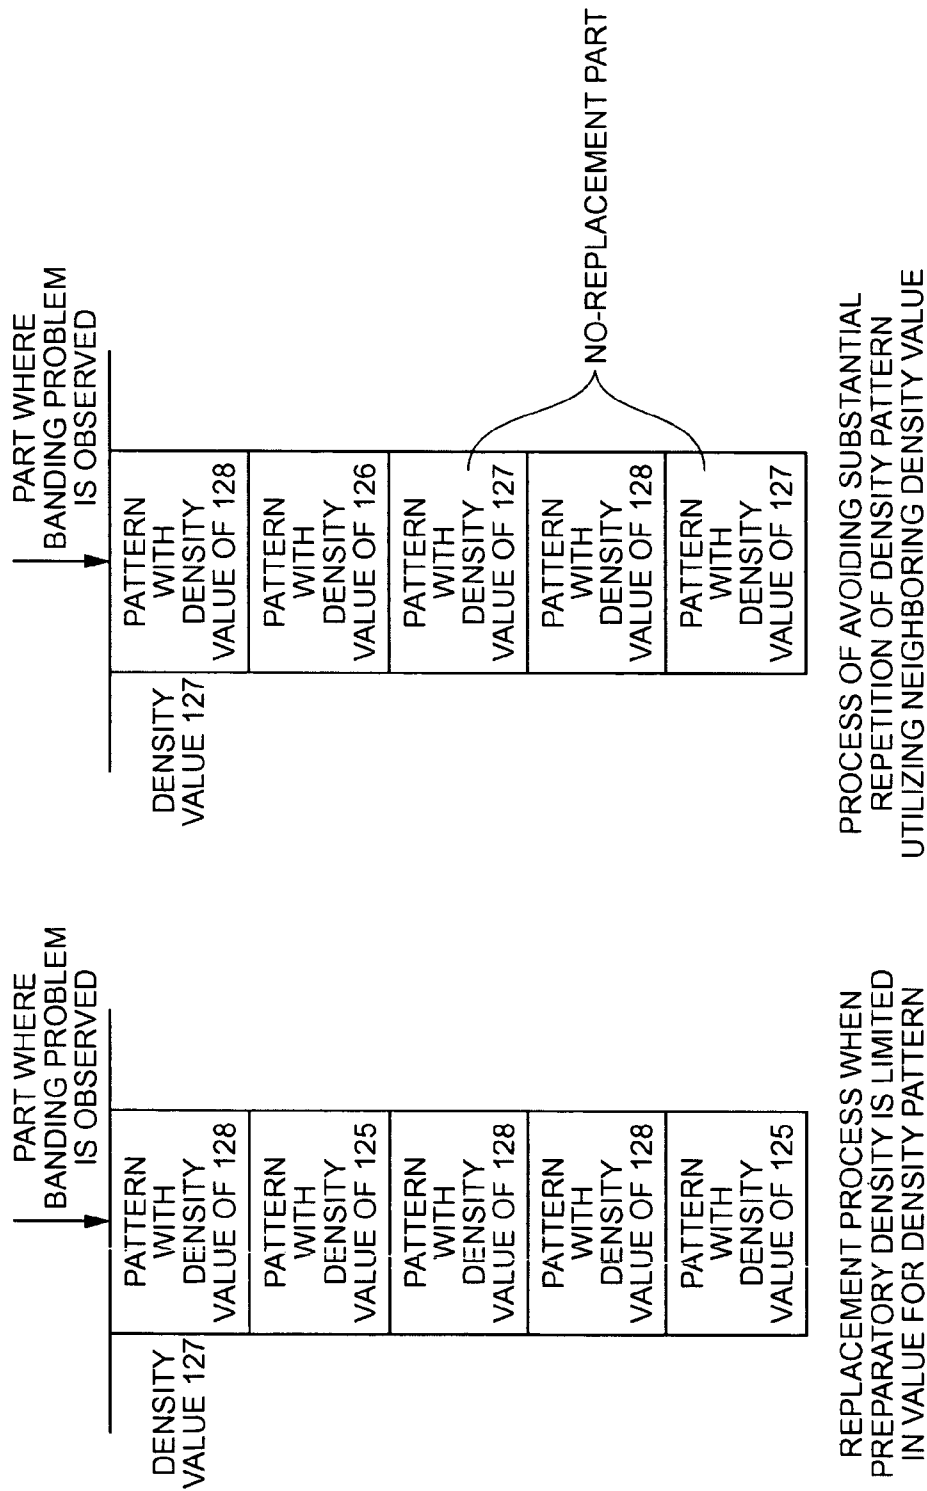 PART WHERE
BANDING PROBLEM
IS OBSERVED
DENSITY
VALUE 127
PATTERN
WITH
DENSITY
VALUE OF 128
PATTERN
WITH
DENSITY
VALUE OF 125
PATTERN
WITH
DENSITY
VALUE OF 128
PATTERN
WITH
DENSITY
VALUE OF 128
PATTERN
WITH
DENSITY
VALUE OF 125
REPLACEMENT PROCESS WHEN
PREPARATORY DENSITY IS LIMITED
IN VALUE FOR DENSITY PATTERN
PART WHERE
BANDING PROBLEM
IS OBSERVED
DENSITY
VALUE 127
PATTERN
WITH
DENSITY
VALUE OF 128
PATTERN
WITH
DENSITY
VALUE OF 126
PATTERN
WITH
DENSITY
VALUE OF 127
PATTERN
WITH
DENSITY
VALUE OF 128
PATTERN
WITH
DENSITY
VALUE OF 127
NO-REPLACEMENT PART
PROCESS OF AVOIDING SUBSTANTIAL
REPETITION OF DENSITY PATTERN
UTILIZING NEIGHBORING DENSITY VALUE